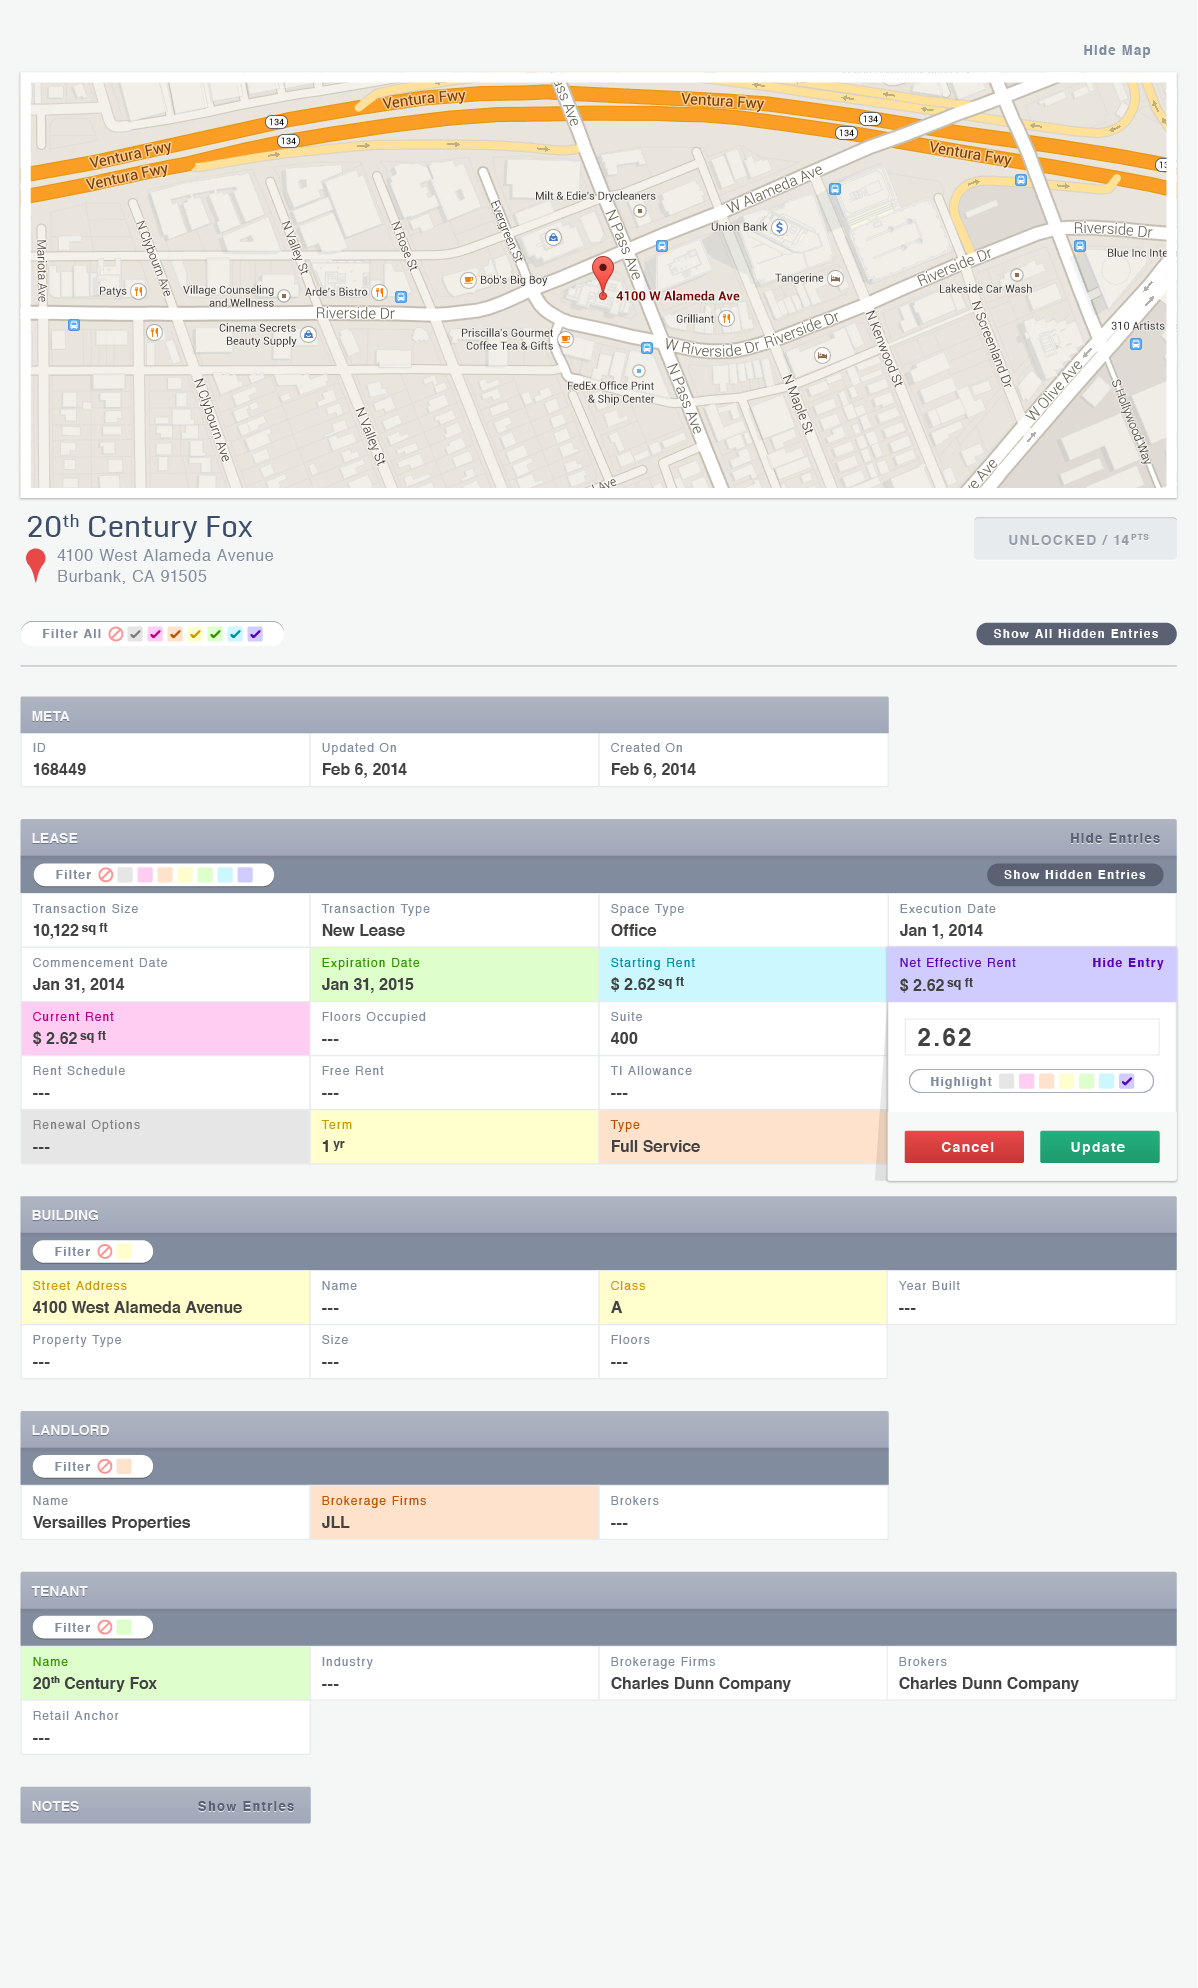 Hide Map
Ventura Fwy
Ventura Fwy
134
134
134
134
Ventura Fwy
Ventura Fwy
Ventura Fwy
Milt & Edie's Drycleaners
W Alameda Ave
N Pass Ave
Union Bank
Riverside Dr
Blue Inc Inte
Mariota Ave
N Clybourn Ave
N Valley St
N Rose St
Evergreen St
Bob's Big Boy
Tangerine
Riverside Dr
Lakeside Car Wash
Patys
Village Counseling
and Wellness
Arde's Bistro
4100 W Alameda Ave
Riverside Dr
Grilliant
Cinema Secrets
Beauty Supply
Priscilla's Gourmet
Coffee Tea & Gifts
W Riverside Dr
Riverside Dr
N Kenwood St
N Screenland Dr
310 Artists
FedEx Office Print
& Ship Center
N Clybourn Ave
N Valley St
N Pass Ave
N Maple St
W Olive Ave
S Hollywood Way
20th Century Fox
4100 West Alameda Avenue
Burbank, CA 91505
UNLOCKED / 14PTS
Filter All
Show All Hidden Entries
META
ID
Updated On
Created On
168449
Feb 6, 2014
Feb 6, 2014
LEASE
Hide Entries
Filter
Show Hidden Entries
Transaction Size
Transaction Type
Space Type
Execution Date
10,122 sq ft
New Lease
Office
Jan 1, 2014
Commencement Date
Expiration Date
Starting Rent
Net Effective Rent
Hide Entry
Jan 31, 2014
Jan 31, 2015
$ 2.62 sq ft
$ 2.62 sq ft
Current Rent
Floors Occupied
Suite
$ 2.62 sq ft
---
400
2.62
Rent Schedule
Free Rent
TI Allowance
Highlight
---
---
---
Renewal Options
Term
Type
---
1 yr
Full Service
Cancel
Update
BUILDING
Filter
Street Address
Name
Class
Year Built
4100 West Alameda Avenue
---
A
---
Property Type
Size
Floors
---
---
---
LANDLORD
Filter
Name
Brokerage Firms
Brokers
Versailles Properties
JLL
---
TENANT
Filter
Name
Industry
Brokerage Firms
Brokers
20th Century Fox
---
Charles Dunn Company
Charles Dunn Company
Retail Anchor
---
NOTES
Show Entries